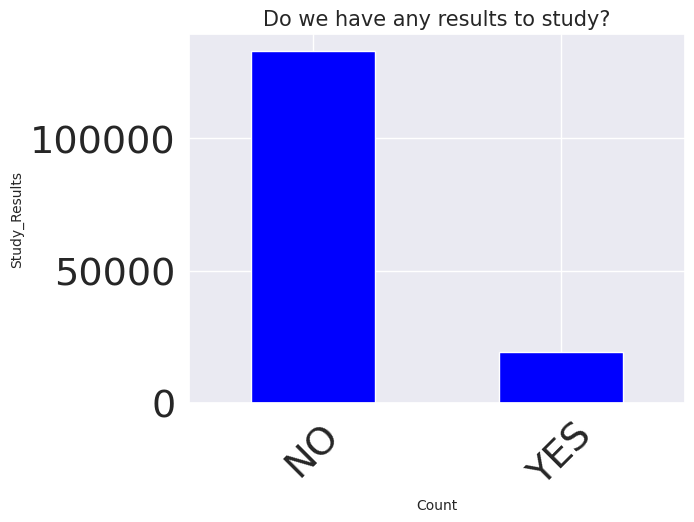 Do we have any results to study?
Study_Results
100000
50000
0
NO
YES
Count